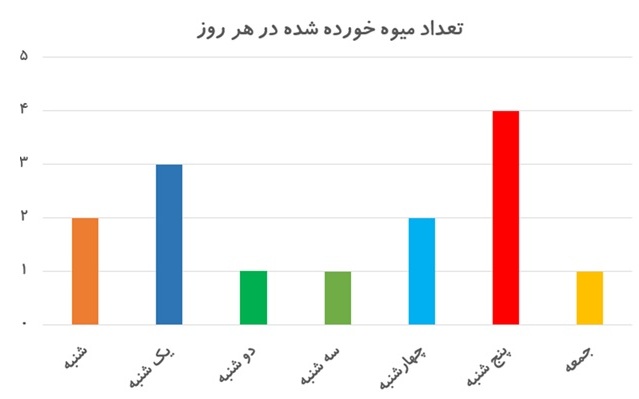 تعداد میوه خورده شده در هر روز
۵
۴
۳
۲
۱
۰
شنبه
یک شنبه
دو شنبه
سه شنبه
چهارشنبه
پنج شنبه
جمعه